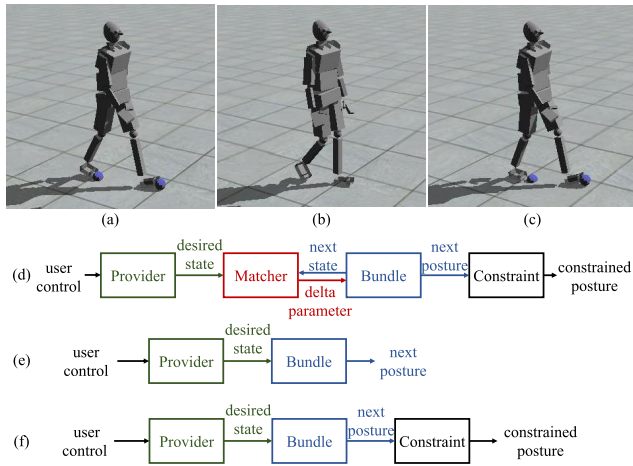 (a) (b) (c)
desired state
next state
next posture
(d) user control Provider Matcher Bundle Constraint constrained posture
delta parameter
desired state
(e) user control Provider Bundle next posture
desired state
next posture
(f) user control Provider Bundle Constraint constrained posture